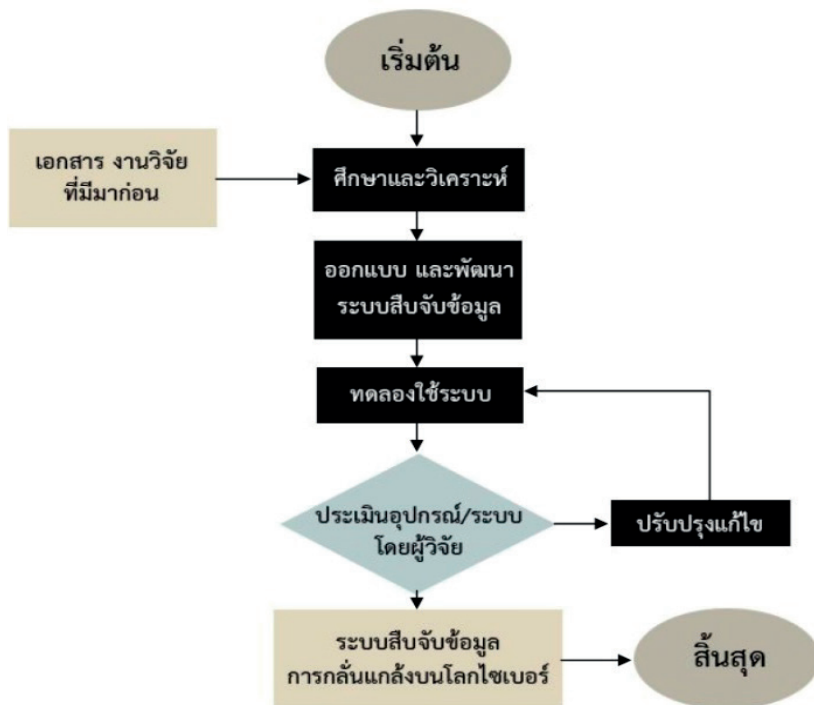 เริ่มต้น
เอกสาร งานวิจัย
ที่มีมาก่อน
ศึกษาและวิเคราะห์
ออกแบบ และพัฒนา
ระบบสืบจับข้อมูล
ทดลองใช้ระบบ
ประเมินอุปกรณ์/ระบบ
โดยผู้วิจัย
ปรับปรุงแก้ไข
ระบบสืบจับข้อมูล
การกลั่นแกล้งบนโลกไซเบอร์
สิ้นสุด